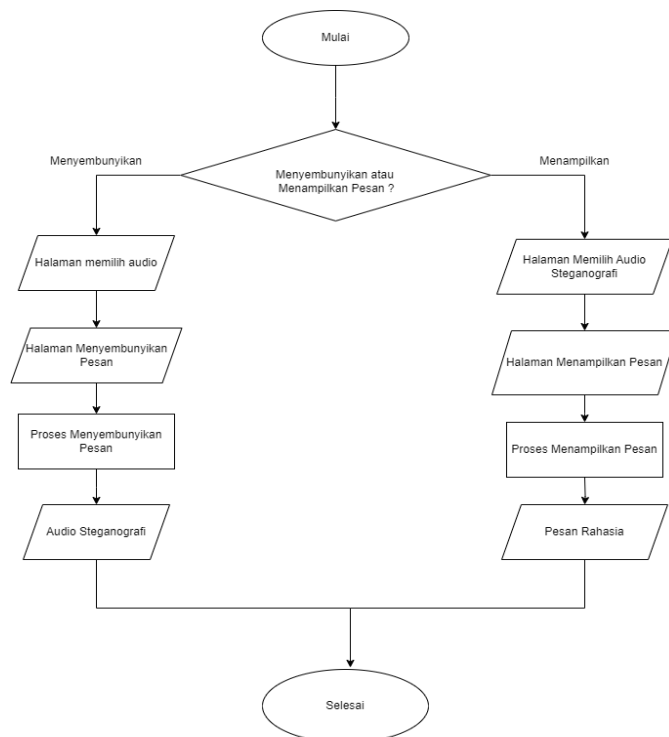 Mulai
Menyembunyikan atau
Menampilkan Pesan ?
Menyembunyikan
Menampilkan
Halaman memilih audio
Halaman Menyembunyikan
Pesan
Proses Menyembunyikan
Pesan
Audio Steganografi
Halaman Memilih Audio
Steganografi
Halaman Menampilkan Pesan
Proses Menampilkan Pesan
Pesan Rahasia
Selesai